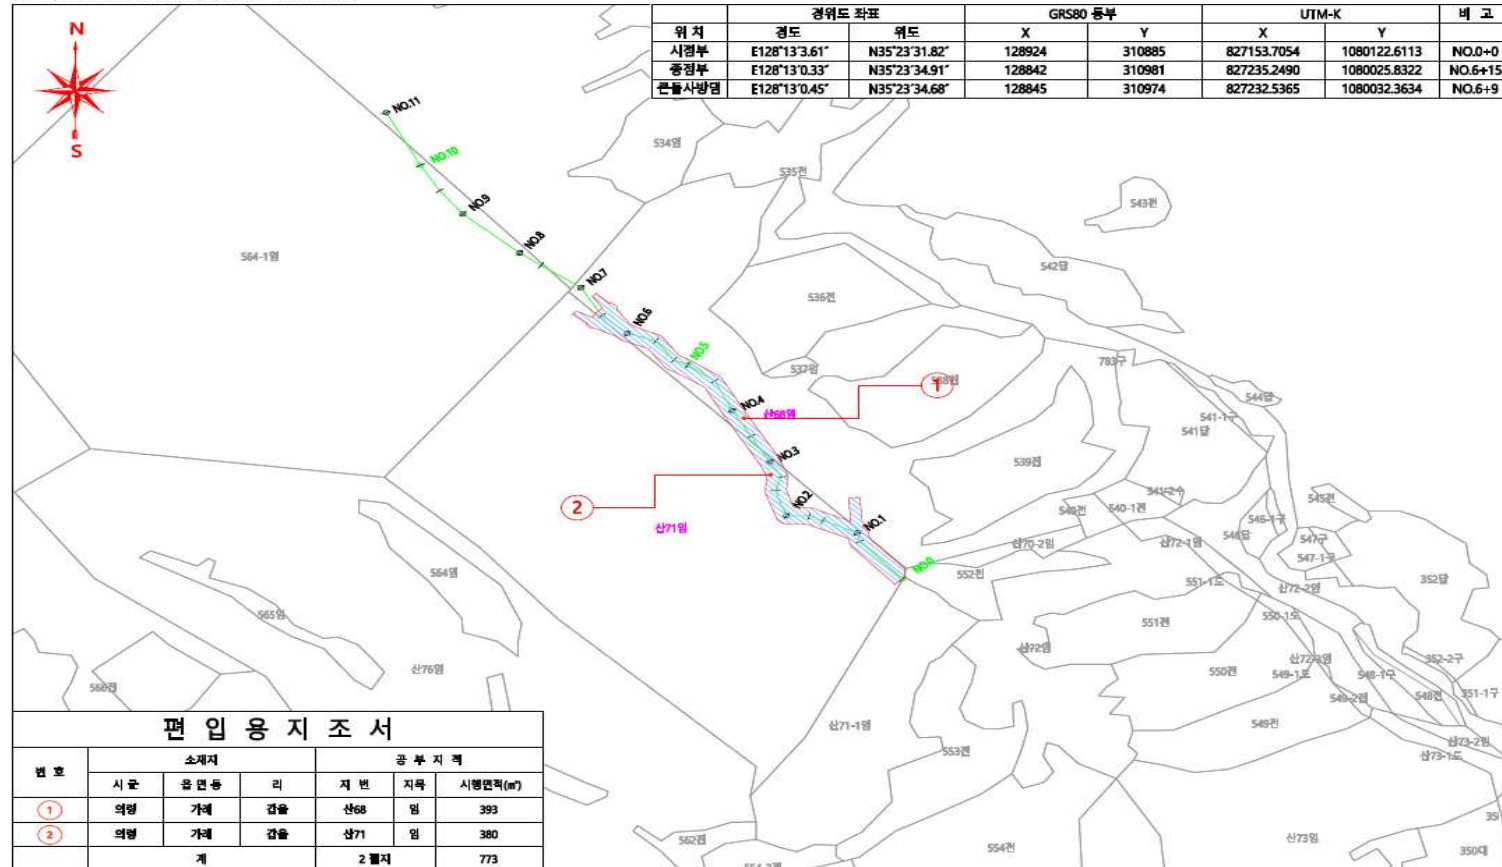 경위도 좌표 GRS80 동부 UTM-K 비 고
위 치 경도 위도 X Y X Y
시점부 E128°13'3.61″ N35°23'31.82″ 128924 310885 827153.7054 1080122.6113 NO.0+0
종점부 E128°13'0.33″ N35°23'34.91″ 128842 310981 827235.2490 1080025.8322 NO.6+15
큰돌사방댐 E128°13'0.45″ N35°23'34.68″ 128845 310974 827232.5365 1080032.3634 NO.6+9
N
S
NO.11
NO.10
NO.9
NO.8
NO.7
NO.6
NO.5
NO.4
NO.3
NO.2
NO.1
NO.0
534임
535전
543전
542답
564-1임
536전
537임
783구
544답
541-1구
541답
1
산68임
539전
541-2수
545전
2
산71임
540전
540-1전
546-1구
546답
547구
547-1구
산70-2임
산72-1임
552전
551-1도
산72-2임
352답
564임
565임
551전
550-1도
산72임
산76임
550전
549-1도
548-1구
352-2구
351-1구
566전
549-2전
548전
549전
산71-1임
553전
산73-2임
산73-1도
562전
554전
산73임
350대
편 입 용 지 조 서
번 호 소재지 공 부 지 적
시 군 읍 면 동 리 지 번 지목 시행면적(㎡)
1 의령 가례 갑을 산68 임 393
2 의령 가례 갑을 산71 임 380
계 2 필지 773